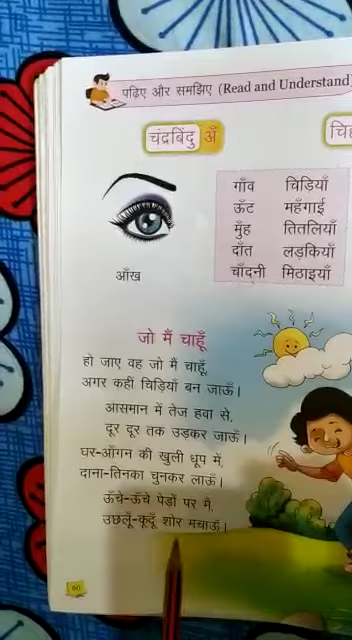 पढ़िए और समझिए (Read and Understand)
चंद्रबिंदु अँ
गाँव चिड़ियाँ
ऊँट महँगाई
मुँह तितलियाँ
दाँत लड़कियाँ
चाँदनी मिठाइयाँ
आँख
जो मैं चाहूँ
हो जाए वह जो मैं चाहूँ,
अगर कहीं चिड़ियाँ बन जाऊँ।
आसमान में तेज हवा से,
दूर दूर तक उड़कर जाऊँ।
घर-आँगन की खुली धूप में,
दाना-तिनका चुनकर लाऊँ।
ऊँचे-ऊँचे पेडों पर मैं,
उछलूँ-कूदूँ शोर मचाऊँ।
60